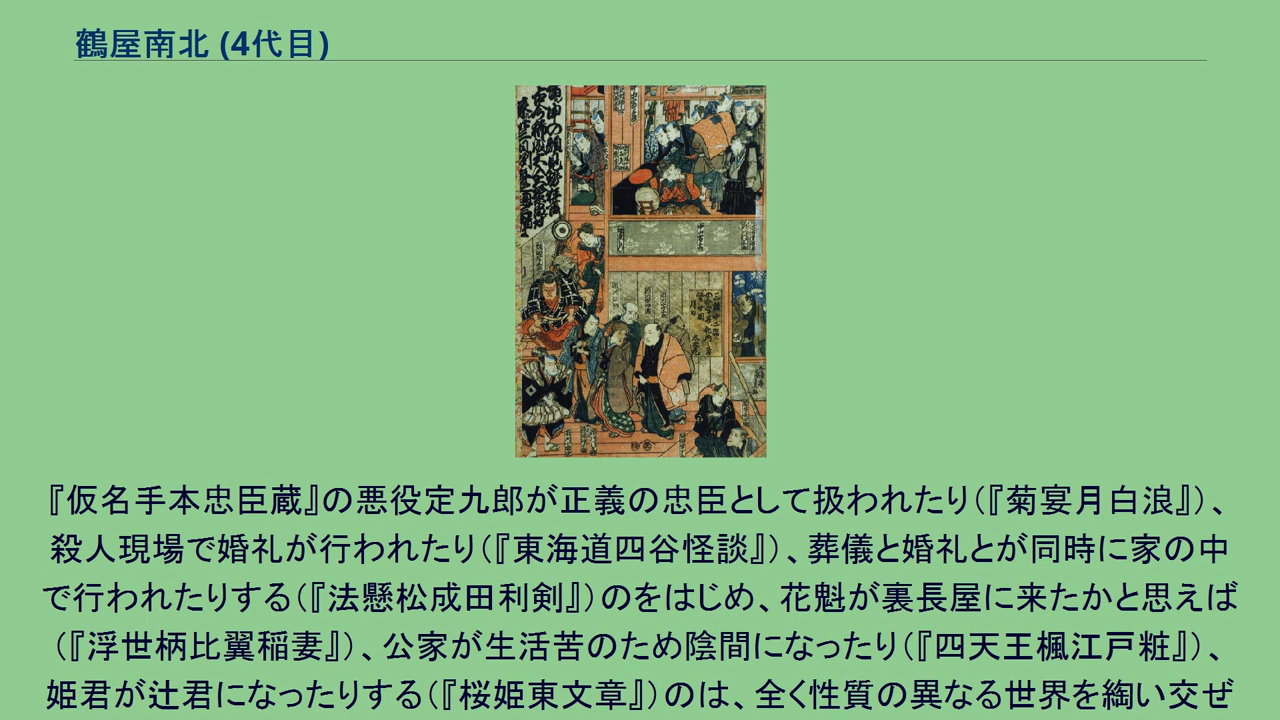 鶴屋南北 (4代目)
『仮名手本忠臣蔵』の悪役定九郎が正義の忠臣として扱われたり(『菊宴月白浪』)、
殺人現場で婚礼が行われたり(『東海道四谷怪談』)、葬儀と婚礼とが同時に家の中
で行われたりする(『法懸松成田利剣』)のをはじめ、花魁が裏長屋に来たかと思えば
(『浮世柄比翼稲妻』)、公家が生活苦のため陰間になったり(『四天王楓江戸粧』)、
姫君が辻君になったりする(『桜姫東文章』)のは、全く性質の異なる世界を綯い交ぜ